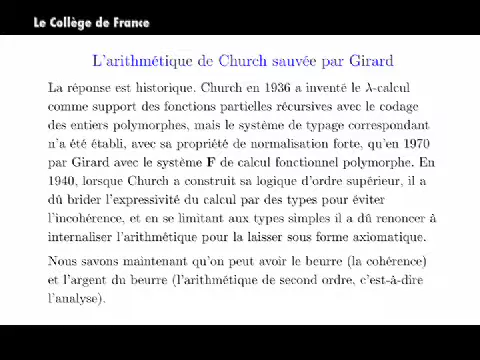 Le Collège de France
L'arithmétique de Church sauvée par Girard
La réponse est historique. Church en 1936 a inventé le λ-calcul
comme support des fonctions partielles récursives avec le codage
des entiers polymorphes, mais le système de typage correspondant
n'a été établi, avec sa propriété de normalisation forte, qu'en 1970
par Girard avec le système F de calcul fonctionnel polymorphe. En
1940, lorsque Church a construit sa logique d'ordre supérieur, il a
dû brider l'expressivité du calcul par des types pour éviter
l'incohérence, et en se limitant aux types simples il a dû renoncer à
internaliser l'arithmétique pour la laisser sous forme axiomatique.
Nous savons maintenant qu'on peut avoir le beurre (la cohérence)
et l'argent du beurre (l'arithmétique de second ordre, c'est-à-dire
l'analyse).